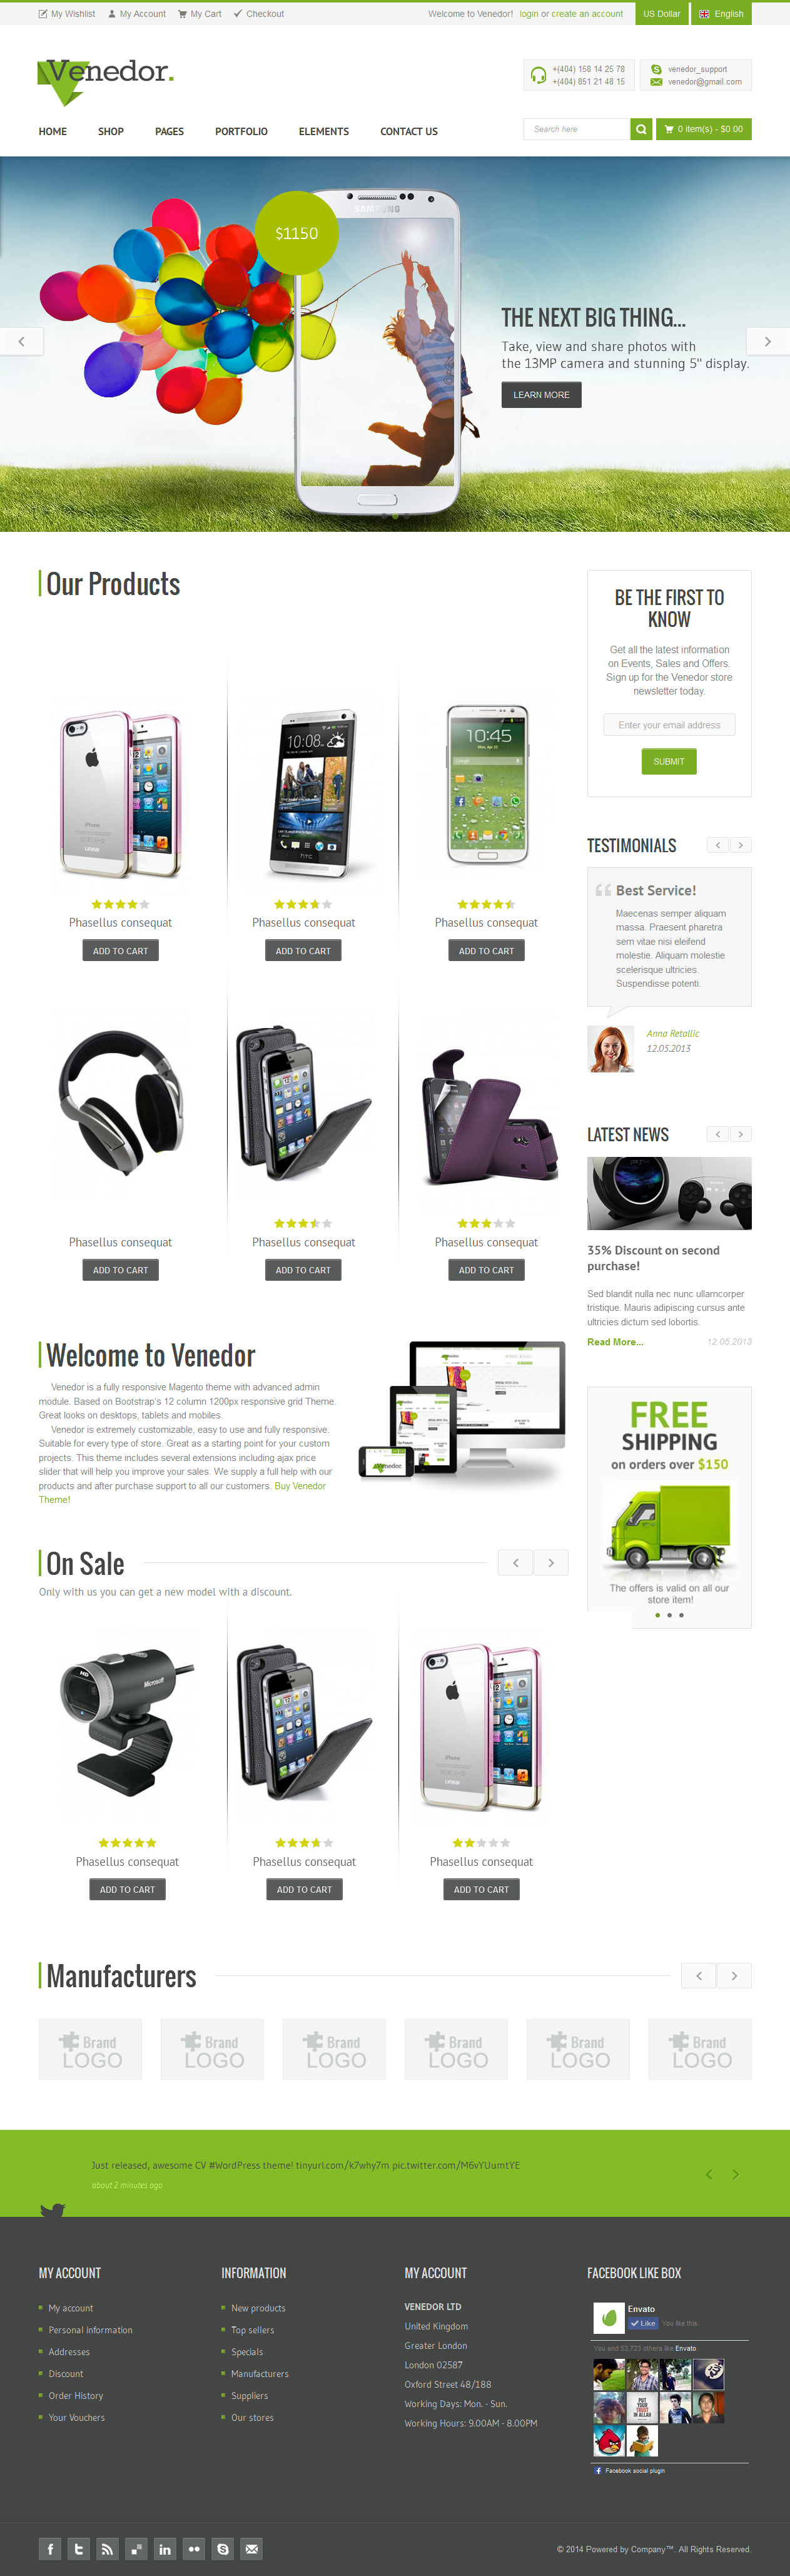 My Wishlist My Account My Cart Checkout
Welcome to Venedor! login or create an account US Dollar English
Venedor.
+(404) 158 14 25 78
+(404) 851 21 48 15
venedor_support
venedor@gmail.com
HOME SHOP PAGES PORTFOLIO ELEMENTS CONTACT US
Search here
0 item(s) - $0.00
$1150
SAMSUNG
THE NEXT BIG THING...
Take, view and share photos with
the 13MP camera and stunning 5" display.
LEARN MORE
Our Products
10:08
hTC
10:45
Google
iPhone
Phasellus consequat
ADD TO CART
Phasellus consequat
ADD TO CART
Phasellus consequat
ADD TO CART
Phasellus consequat
ADD TO CART
Phasellus consequat
ADD TO CART
Phasellus consequat
ADD TO CART
BE THE FIRST TO
KNOW
Get all the latest information
on Events, Sales and Offers.
Sign up for the Venedor store
newsletter today.
Enter your email address
SUBMIT
TESTIMONIALS
Best Service!
Maecenas semper aliquam
massa. Praesent pharetra
sem vitae nisi eleifend
molestie. Aliquam molestie
scelerisque ultricies.
Suspendisse potenti.
Anna Retallic
12.05.2013
LATEST NEWS
35% Discount on second
purchase!
Sed blandit nulla nec nunc ullamcorper
tristique. Mauris adipiscing cursus ante
ultricies dictum sed lobortis.
Read More...
12.05.2013
Welcome to Venedor
Venedor is a fully responsive Magento theme with advanced admin
module. Based on Bootstrap's 12 column 1200px responsive grid Theme.
Great looks on desktops, tablets and mobiles.
Venedor is extremely customizable, easy to use and fully responsive.
Suitable for every type of store. Great as a starting point for your custom
projects. This theme includes several extensions including ajax price
slider that will help you improve your sales. We supply a full help with our
products and after purchase support to all our customers. Buy Venedor
Theme!
Venedor.
FREE
SHIPPING
on orders over $150
The offers is valid on all our
store item!
On Sale
Only with us you can get a new model with a discount.
HD
Microsoft
iPhone
Phasellus consequat
ADD TO CART
Phasellus consequat
ADD TO CART
Phasellus consequat
ADD TO CART
Manufacturers
Brand
LOGO
Brand
LOGO
Brand
LOGO
Brand
LOGO
Brand
LOGO
Brand
LOGO
Just released, awesome CV #WordPress theme! tinyurl.com/k7why7m pic.twitter.com/M6vYUumtYE
about 2 minutes ago
MY ACCOUNT
My account
Personal information
Addresses
Discount
Order History
Your Vouchers
INFORMATION
New products
Top sellers
Specials
Manufacturers
Suppliers
Our stores
MY ACCOUNT
VENEDOR LTD
United Kingdom
Greater London
London 02587
Oxford Street 48/188
Working Days: Mon. - Sun.
Working Hours: 9.00AM - 8.00PM
FACEBOOK LIKE BOX
Envato
Like You like this.
You and 53,723 others like Envato.
PUT
YOUR
TRUST
IN ALLAH
Facebook social plugin
© 2014 Powered by Company™. All Rights Reserved.